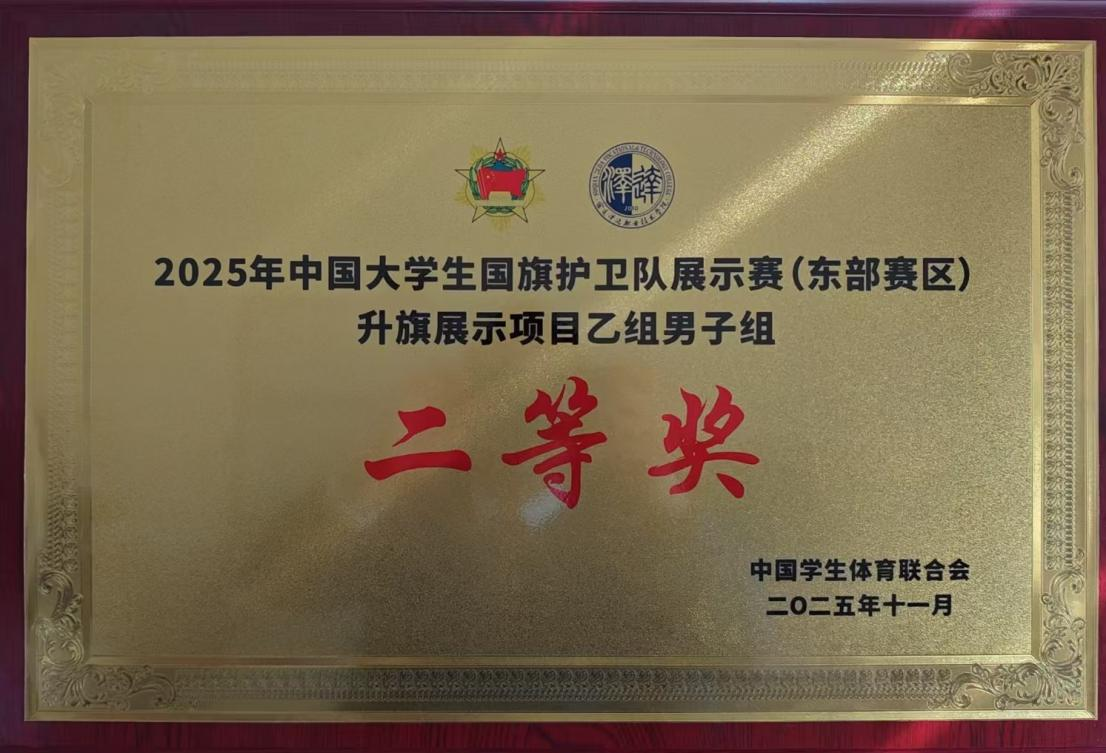 澤達
2025年中国大学生国旗护卫队展示赛（东部赛区）
升旗展示项目乙组男子组
二等奖
中国学生体育联合会
二〇二五年十一月